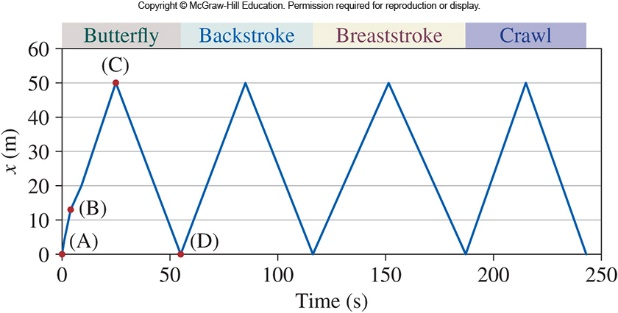 Copyright © McGraw-Hill Education. Permission required for reproduction or display.
Butterfly Backstroke Breaststroke Crawl
60
(C)
50
40
x (m)
30
20
(B)
10
(A) (D)
0
0 50 100 150 200 250
Time (s)